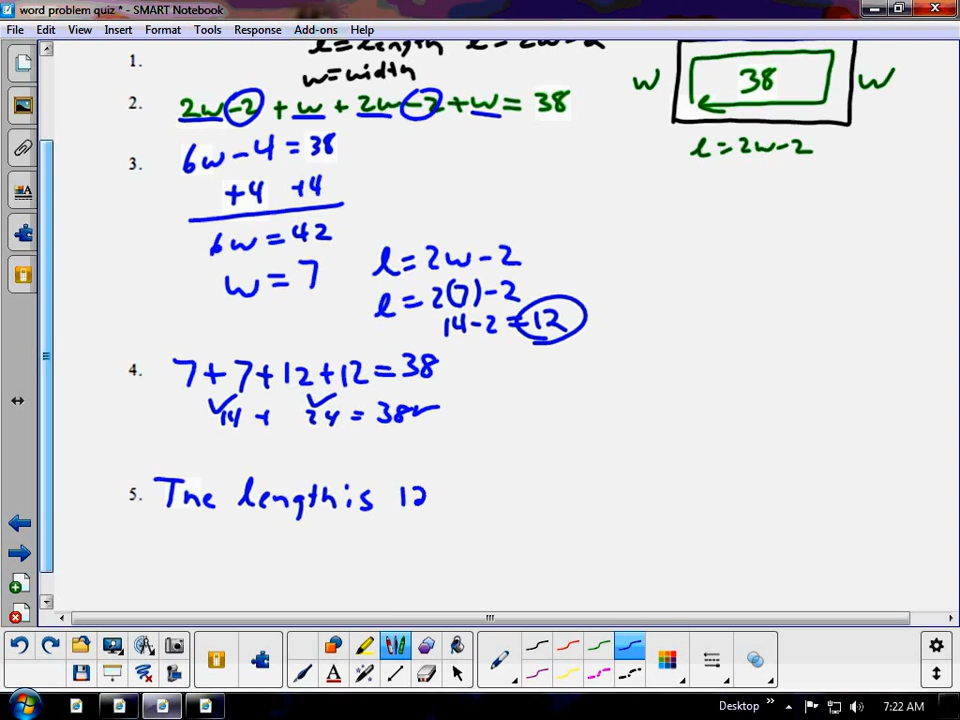 word problem quiz * - SMART Notebook
File Edit View Insert Format Tools Response Add-ons Help
1. l = length l = 2w - 2
w = width
w 38 w
l = 2w - 2
2. 2w - 2 + w + 2w - 2 + w = 38
3. 6w - 4 = 38
+4 +4
6w = 42
w = 7
l = 2w - 2
l = 2(7) - 2
14 - 2 = 12
4. 7 + 7 + 12 + 12 = 38
14 + 24 = 38
5. The length is 12
Desktop
7:22 AM